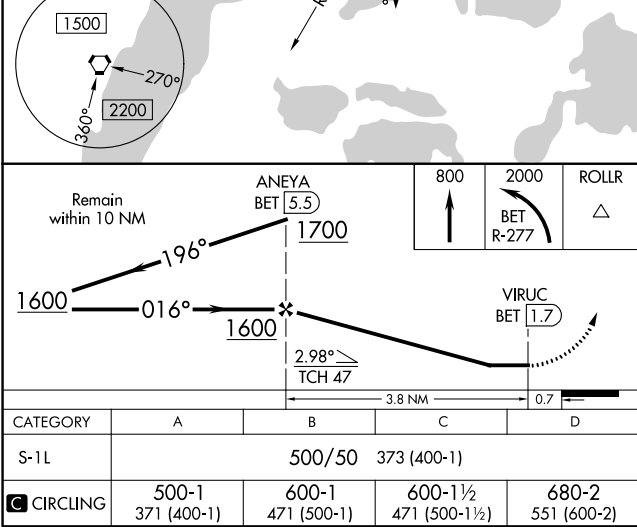 1500
270°
2200
360°
Remain
within 10 NM
ANEYA
BET 5.5
1700
196°
1600
016°
1600
2.98°
TCH 47
800
2000
BET
R-277
ROLLR
VIRUC
BET 1.7
3.8 NM
0.7
CATEGORY A B C D
S-1L 500/50 373 (400-1)
C CIRCLING
500-1 600-1 600-1½ 680-2
371 (400-1) 471 (500-1) 471 (500-1½) 551 (600-2)